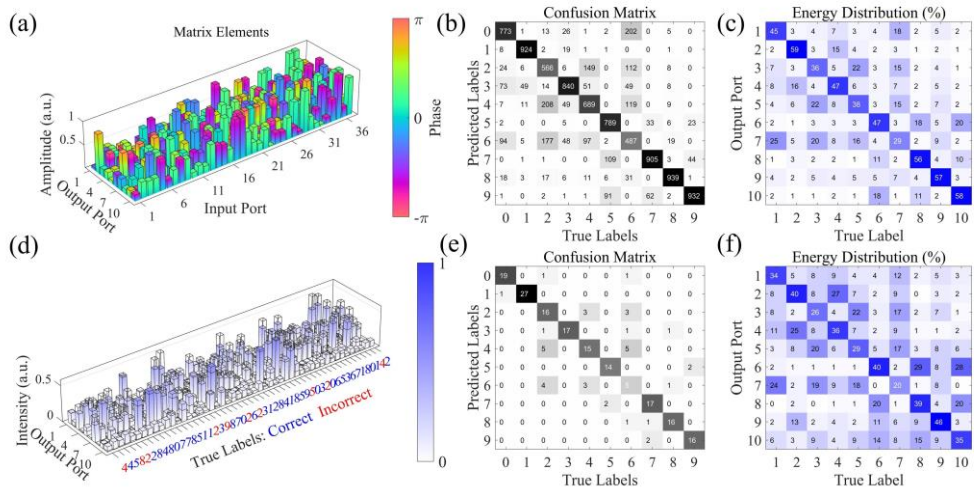 (a)
Matrix Elements
Amplitude (a.u.)
1
0.5
1
4
7
10
Output Port
1
6
11
16
21
26
31
36
Input Port
π
0
-π
Phase
(b)
Confusion Matrix
Predicted Labels
0 773 1 13 26 1 2 202 0 5 0
1 8 924 2 19 1 1 1 0 0 0
2 24 6 566 4 149 0 112 0 2 0
3 73 49 14 840 51 0 49 0 3 0
4 7 11 208 49 689 0 119 0 9 0
5 2 0 0 1 0 789 0 33 6 23
6 94 6 177 48 97 2 487 0 19 0
7 0 1 1 0 0 109 0 905 3 44
8 18 3 17 6 11 6 31 0 939 1
9 0 2 1 1 1 91 0 62 2 932
0 1 2 3 4 5 6 7 8 9
True Labels
(c)
Energy Distribution (%)
Output Port
1 45 3 4 7 3 4 18 2 5 2
2 2 59 3 15 4 2 3 1 2 1
3 7 3 36 5 22 3 15 2 2 1
4 8 16 4 47 6 3 7 2 4 2
5 4 6 22 8 38 3 15 2 7 2
6 2 1 1 3 3 47 3 18 5 20
7 25 5 20 8 16 4 29 2 6 2
8 1 3 2 2 1 11 2 56 4 10
9 4 3 7 4 5 4 7 3 57 3
10 2 2 1 1 1 18 1 11 2 58
1 2 3 4 5 6 7 8 9 10
True Label
(d)
Intensity (a.u.)
0.5
0
1
4
7
10
Output Port
True Labels: Correct Incorrect
1
0
(e)
Confusion Matrix
Predicted Labels
0 19 0 1 0 0 0 1 0 0 0
1 1 27 0 0 0 0 0 0 0 0
2 0 0 16 0 3 0 3 0 0 0
3 0 0 1 17 0 0 1 0 1 0
4 0 0 5 0 15 0 5 0 0 0
5 0 0 0 0 0 14 0 0 0 2
6 0 0 4 0 3 0 0 0 0
7 0 0 0 0 0 2 0 17 0 0
8 0 0 0 0 0 0 0 0 16 0
9 0 0 0 0 0 0 0 2 0 16
0 1 2 3 4 5 6 7 8 9
True Labels
(f)
Energy Distribution (%)
Output Port
1 34 5 8 9 4 4 12 2 5 3
2 8 40 8 27 7 2 9 0 7 1
3 8 2 26 4 22 3 17 2 8 2
4 11 25 8 36 7 2 9 1 1 2
5 3 8 20 6 29 5 17 3 8 6
6 2 1 1 2 2 40 2 29 8 28
7 24 2 19 9 18 0 20 1 8 0
8 1 1 0 0 1 20 1 39 4 20
9 2 13 2 4 2 9 4 9 46 4
10 6 3 9 4 9 14 8 15 9 35
1 2 3 4 5 6 7 8 9 10
True Label